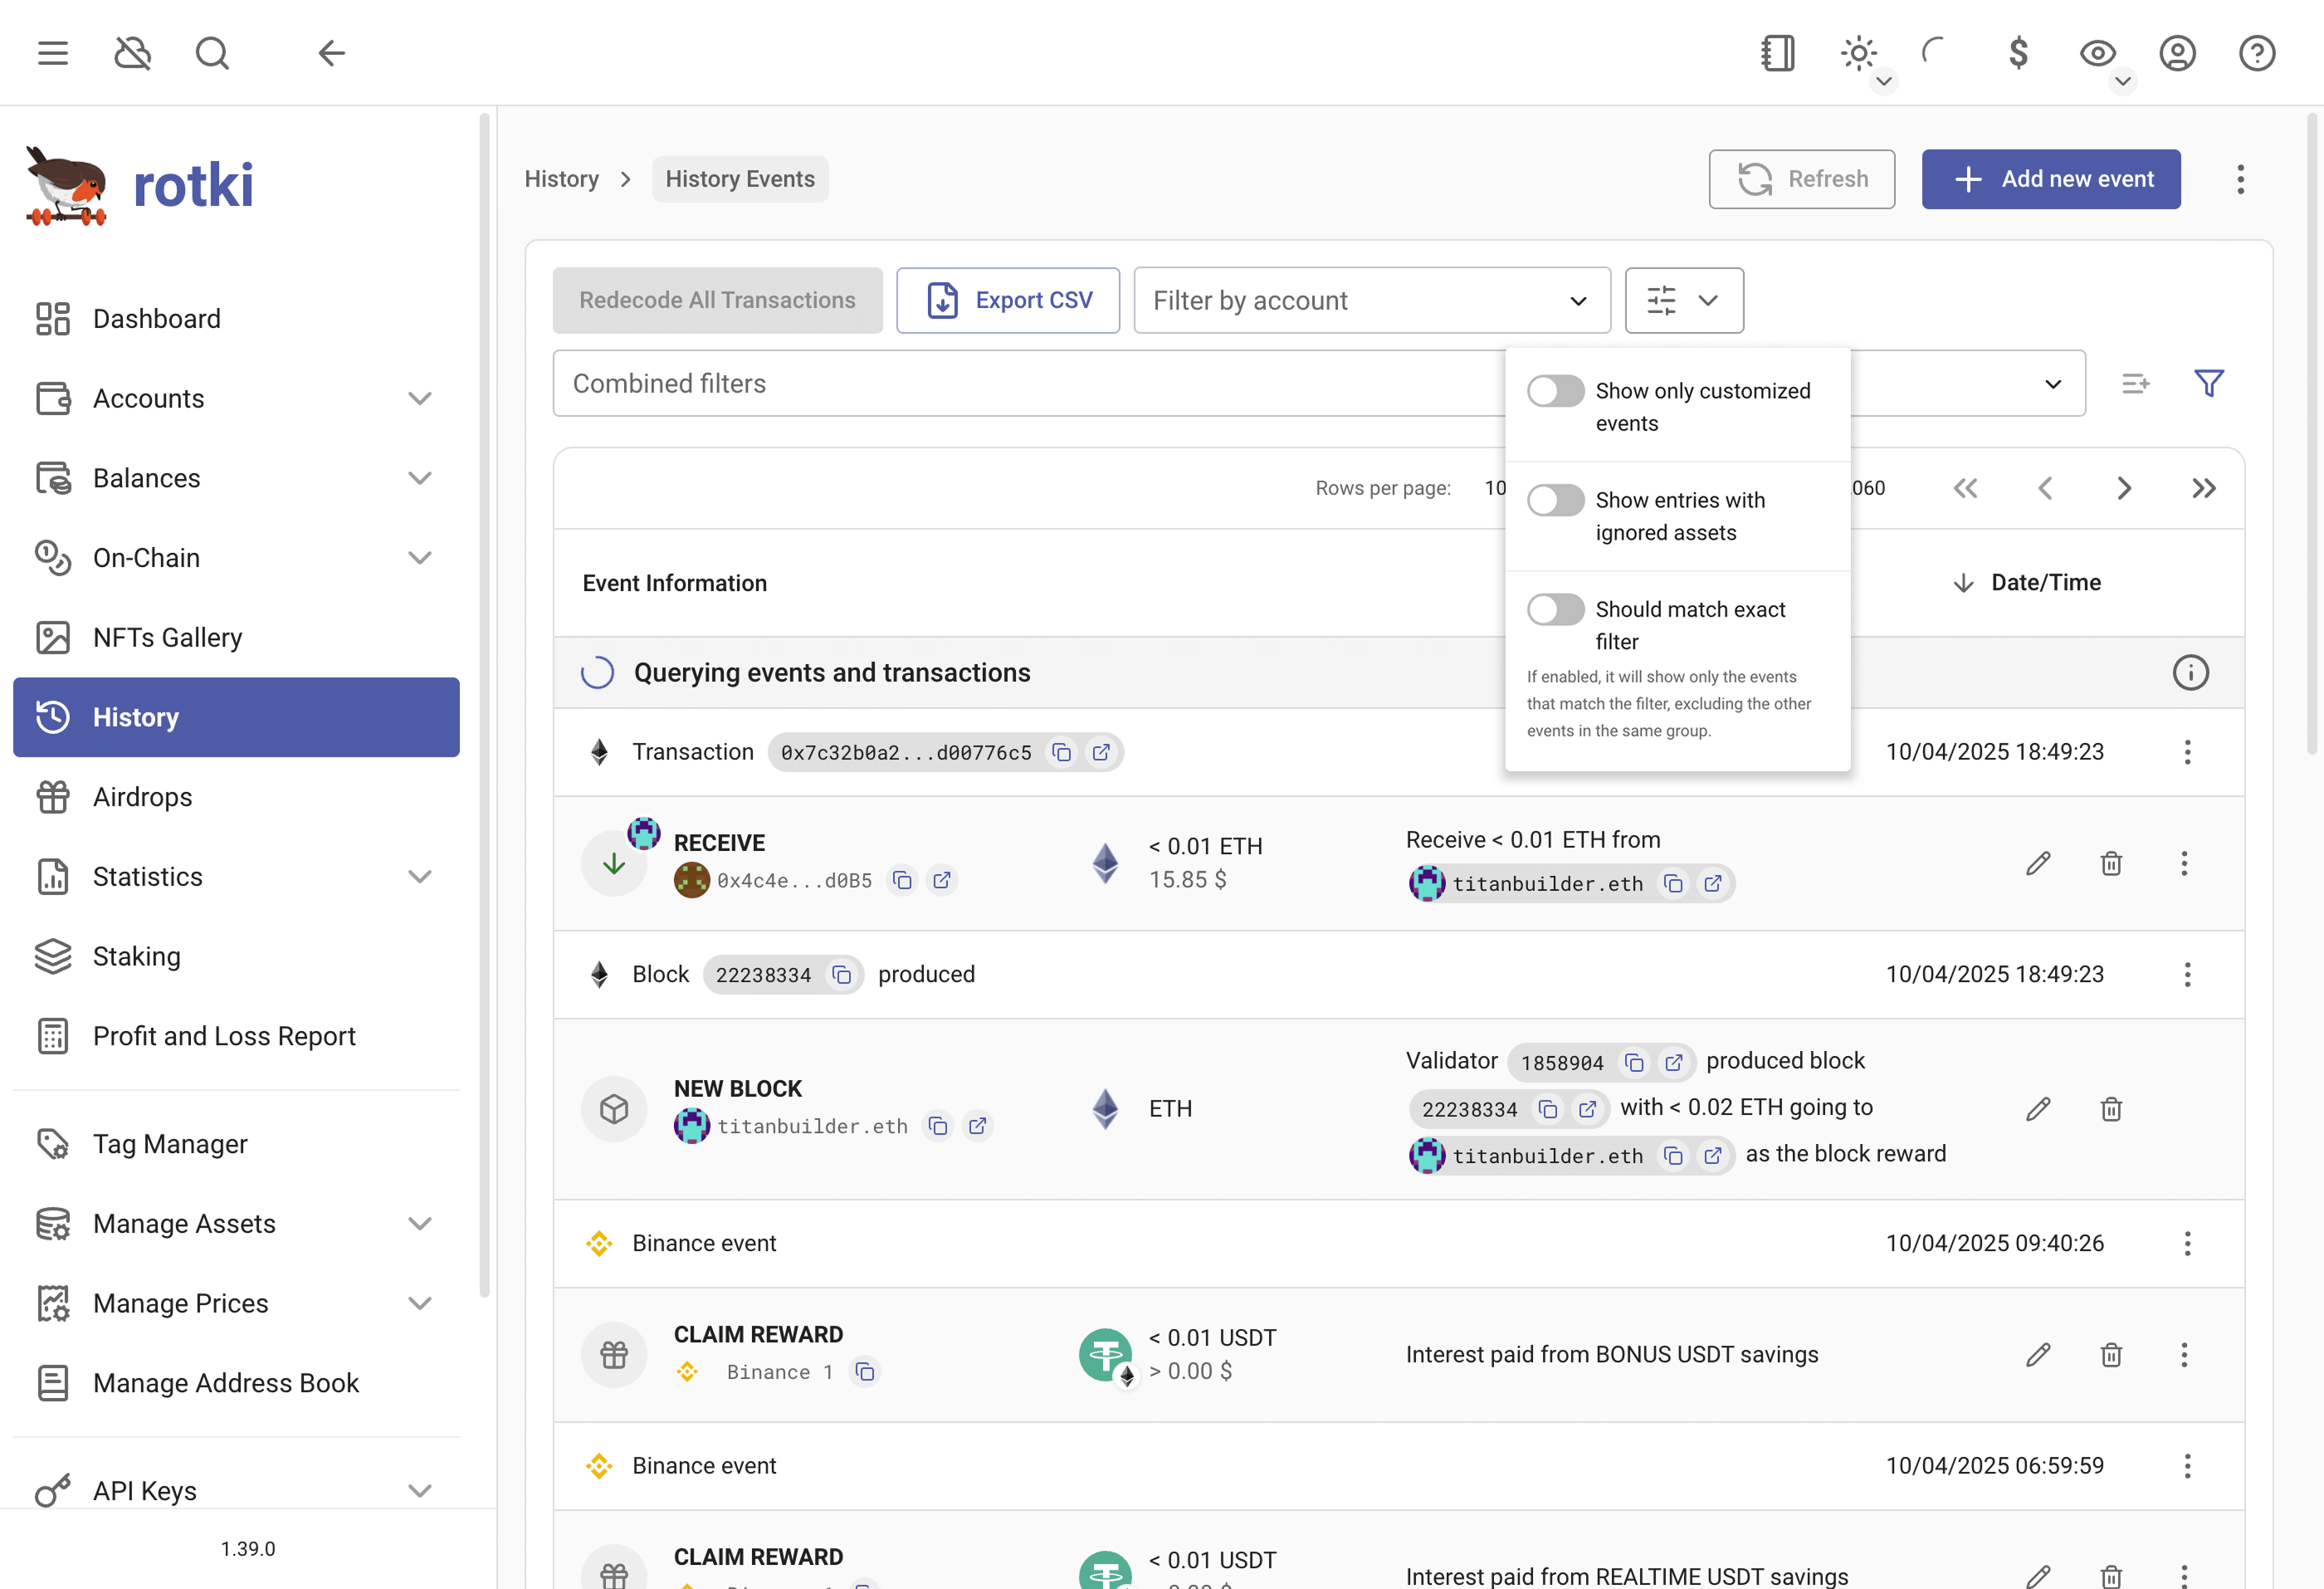 rotki
Dashboard
Accounts
Balances
On-Chain
NFTs Gallery
History
Airdrops
Statistics
Staking
Profit and Loss Report
Tag Manager
Manage Assets
Manage Prices
Manage Address Book
API Keys
1.39.0
History > History Events
Refresh
Add new event
Redecode All Transactions
Export CSV
Filter by account
Combined filters
Show only customized
events
Show entries with
ignored assets
Should match exact
filter
If enabled, it will show only the events
that match the filter, excluding the other
events in the same group.
Rows per page: 10
060
Event Information
Date/Time
Querying events and transactions
Transaction 0x7c32b0a2...d00776c5 10/04/2025 18:49:23
RECEIVE
0x4c4e...d0B5
< 0.01 ETH
15.85 $
Receive < 0.01 ETH from
titanbuilder.eth
Block 22238334 produced 10/04/2025 18:49:23
NEW BLOCK
titanbuilder.eth
ETH
Validator 1858904 produced block
22238334 with < 0.02 ETH going to
titanbuilder.eth as the block reward
Binance event 10/04/2025 09:40:26
CLAIM REWARD
Binance 1
< 0.01 USDT
> 0.00 $
Interest paid from BONUS USDT savings
Binance event 10/04/2025 06:59:59
CLAIM REWARD
< 0.01 USDT
Interest paid from REALTIME USDT savings